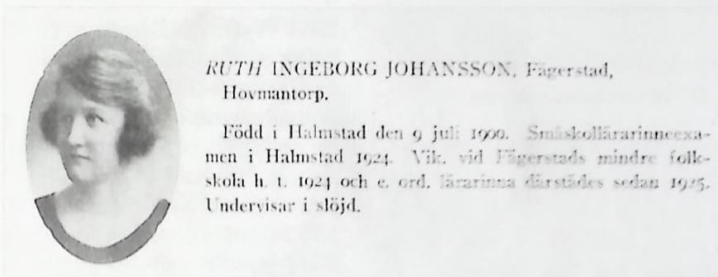 RUTH INGEBORG JOHANSSON, Fägerstad,
Hovmantorp.
Född i Halmstad den 9 juli 1900. Småskollärarinneexa-
men i Halmstad 1924. Vik. vid Fägerstads mindre folk-
skola h. t. 1924 och e. ord. lärarinna därstädes sedan 1925.
Undervisar i slöjd.